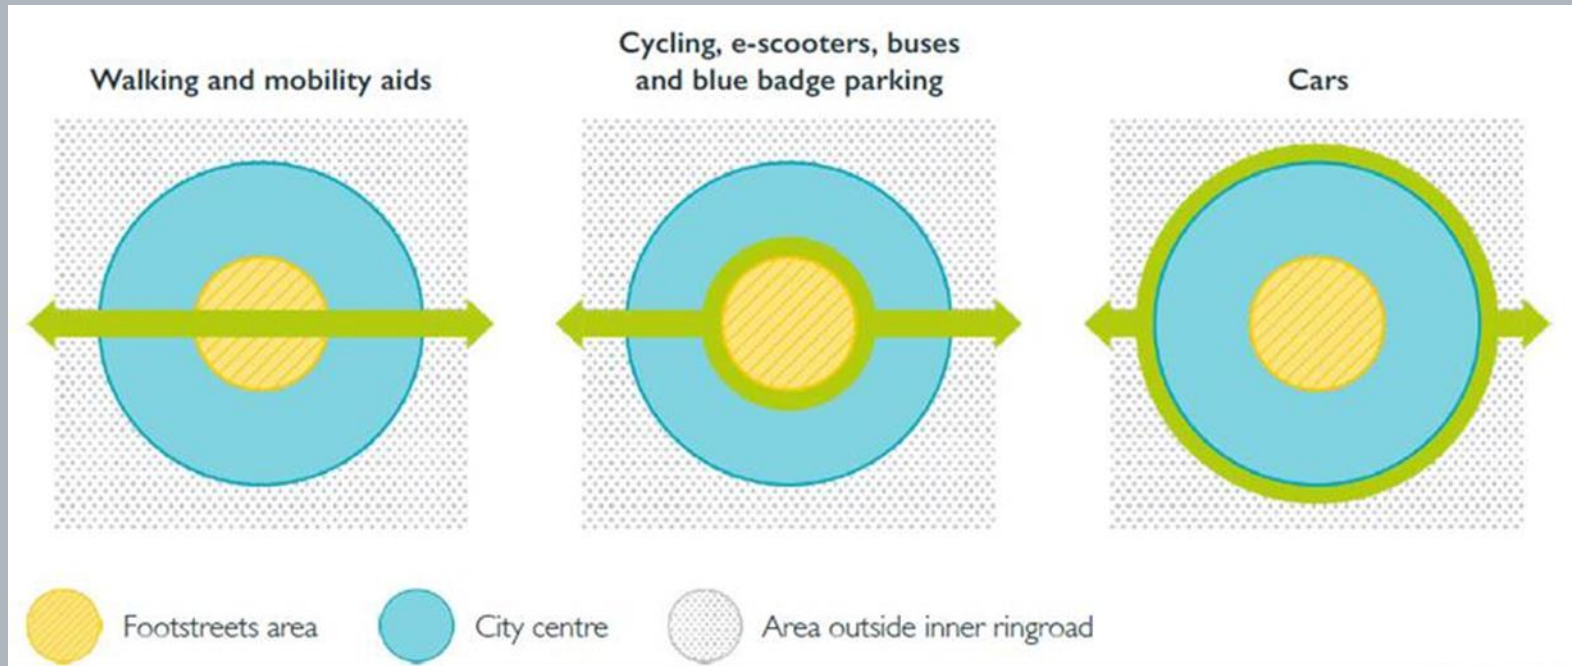 Walking and mobility aids
Cycling, e-scooters, buses
and blue badge parking
Cars
Footstreets area
City centre
Area outside inner ringroad